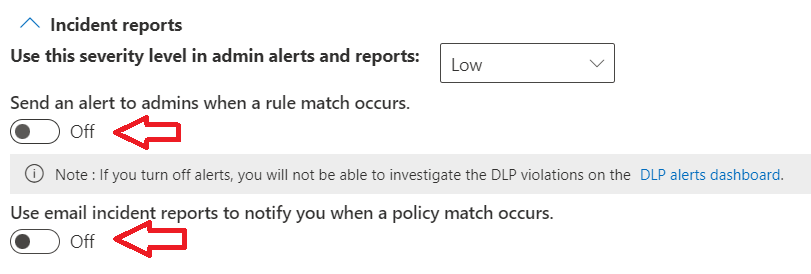 Incident reports
Use this severity level in admin alerts and reports: Low
Send an alert to admins when a rule match occurs.
Off
Note : If you turn off alerts, you will not be able to investigate the DLP violations on the DLP alerts dashboard.
Use email incident reports to notify you when a policy match occurs.
Off